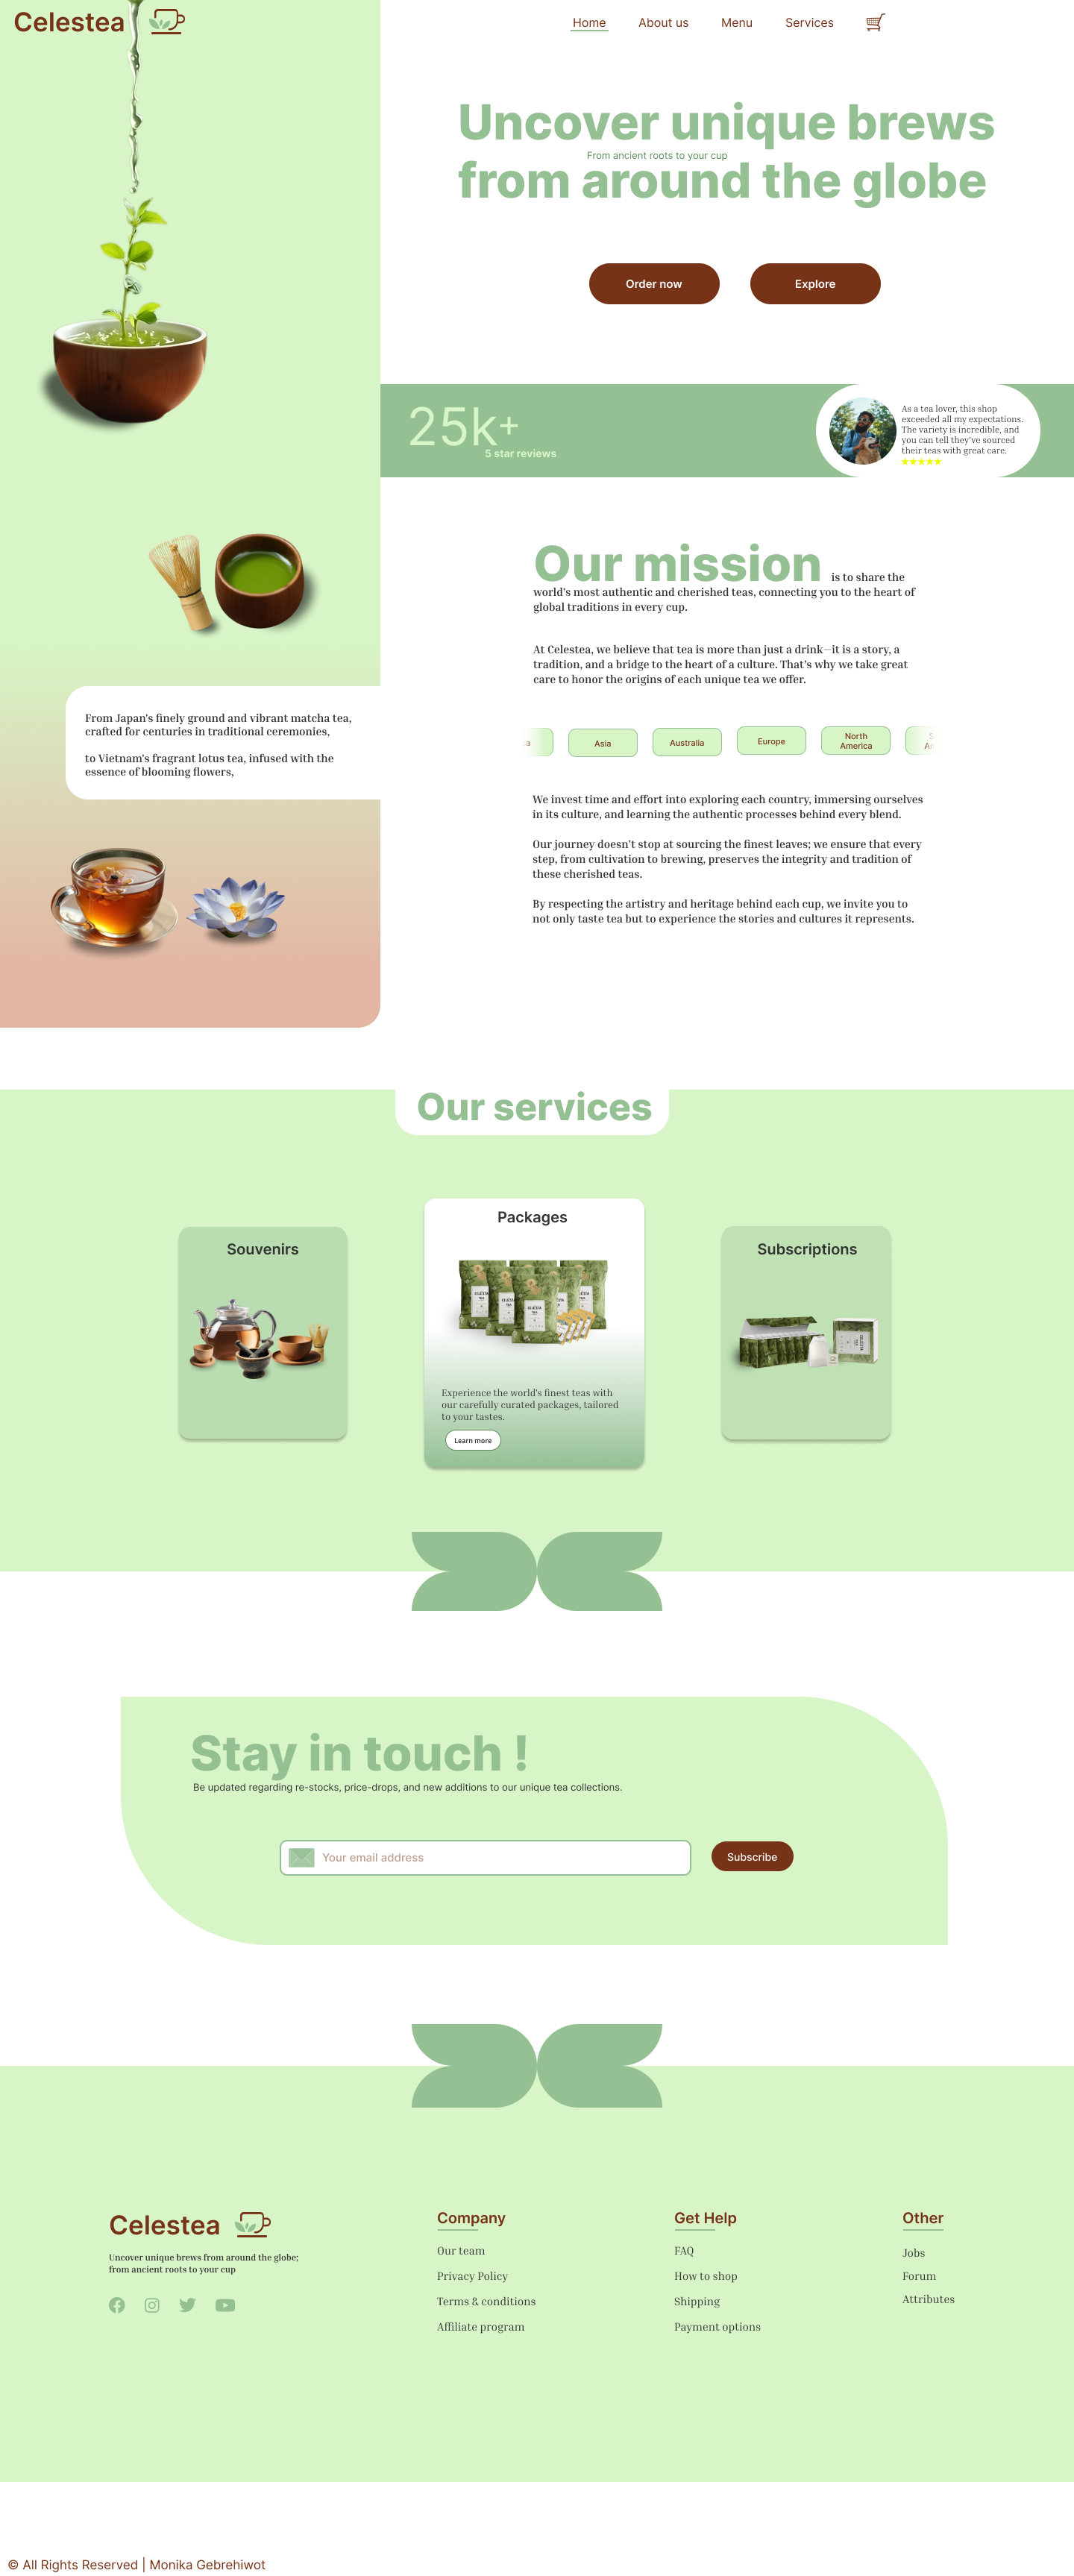 Celestea
Home
About us
Menu
Services
Uncover unique brews
From ancient roots to your cup
from around the globe
Order now
Explore
25k+
5 star reviews
As a tea lover, this shop
exceeded all my expectations.
The variety is incredible, and
you can tell they've sourced
their teas with great care.
Our mission is to share the
world's most authentic and cherished teas, connecting you to the heart of
global traditions in every cup.
At Celestea, we believe that tea is more than just a drink—it is a story, a
tradition, and a bridge to the heart of a culture. That's why we take great
care to honor the origins of each unique tea we offer.
From Japan's finely ground and vibrant matcha tea,
crafted for centuries in traditional ceremonies,
to Vietnam's fragrant lotus tea, infused with the
essence of blooming flowers,
Asia
Australia
Europe
North
America
We invest time and effort into exploring each country, immersing ourselves
in its culture, and learning the authentic processes behind every blend.
Our journey doesn't stop at sourcing the finest leaves; we ensure that every
step, from cultivation to brewing, preserves the integrity and tradition of
these cherished teas.
By respecting the artistry and heritage behind each cup, we invite you to
not only taste tea but to experience the stories and cultures it represents.
Our services
Souvenirs
Packages
Experience the world's finest teas with
our carefully curated packages, tailored
to your tastes.
Learn more
Subscriptions
Stay in touch !
Be updated regarding re-stocks, price-drops, and new additions to our unique tea collections.
Your email address
Subscribe
Celestea
Uncover unique brews from around the globe;
from ancient roots to your cup
Company
Our team
Privacy Policy
Terms & conditions
Affiliate program
Get Help
FAQ
How to shop
Shipping
Payment options
Other
Jobs
Forum
Attributes
© All Rights Reserved | Monika Gebrehiwot